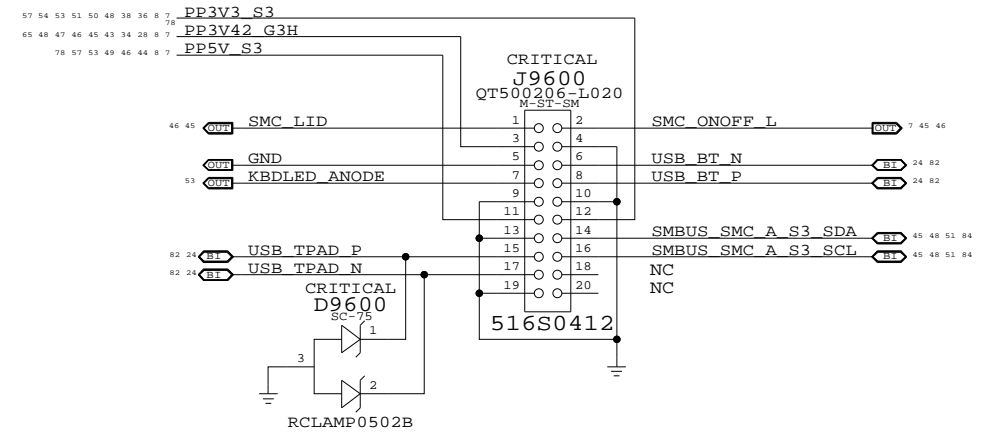 57 54 53 51 50 48 38 36 8 7 PP3V3_S3
78
65 48 47 46 45 43 34 28 8 7 PP3V42_G3H
78 57 53 49 46 44 8 7 PP5V_S3
CRITICAL
J9600
QT500206-L020
M-ST-SM
46 45 OUT SMC_LID 1 2 SMC_ONOFF_L OUT 7 45 46
3 4
OUT GND 5 6 USB_BT_N BI 24 82
53 OUT KBDLED_ANODE 7 8 USB_BT_P BI 24 82
9 10
11 12
13 14 SMBUS_SMC_A_S3_SDA BI 45 48 51 84
82 24 BI USB_TPAD_P 15 16 SMBUS_SMC_A_S3_SCL BI 45 48 51 84
82 24 BI USB_TPAD_N 17 18 NC
19 20 NC
CRITICAL
D9600
SC-75
516S0412
1
3
2
RCLAMP0502B